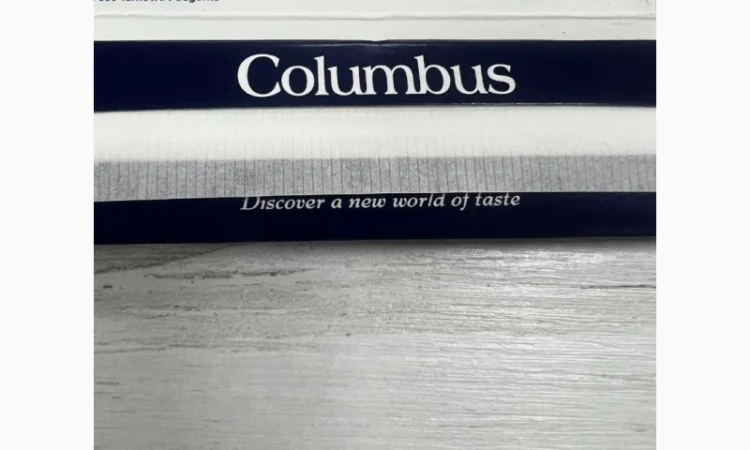 Columbus
Discover a new world of taste